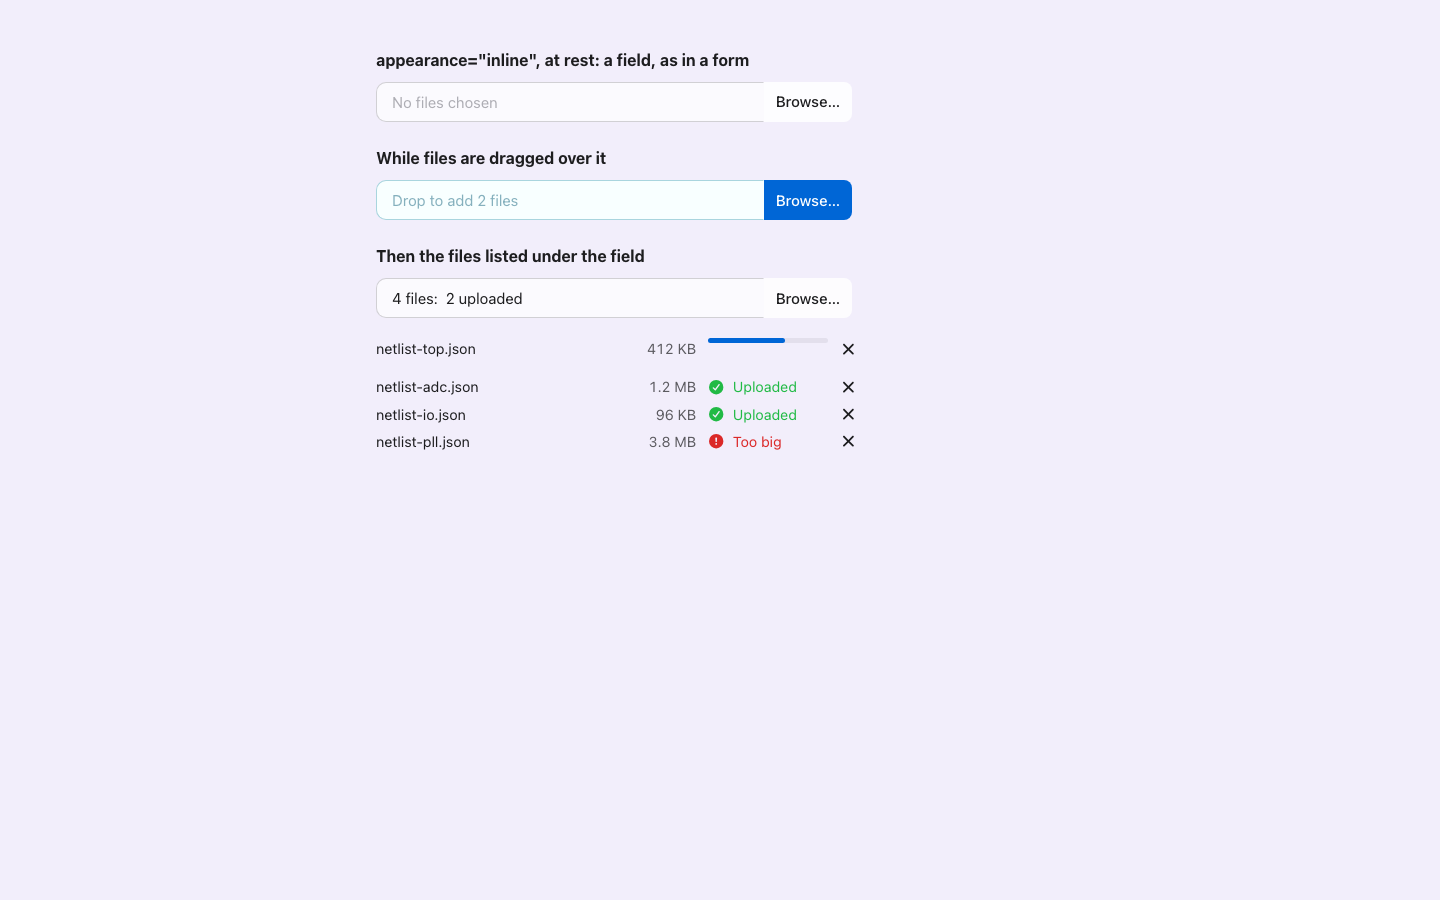 appearance="inline", at rest: a field, as in a form
No files chosen Browse...
While files are dragged over it
Drop to add 2 files Browse...
Then the files listed under the field
4 files: 2 uploaded Browse...
netlist-top.json 412 KB
netlist-adc.json 1.2 MB Uploaded
netlist-io.json 96 KB Uploaded
netlist-pll.json 3.8 MB Too big